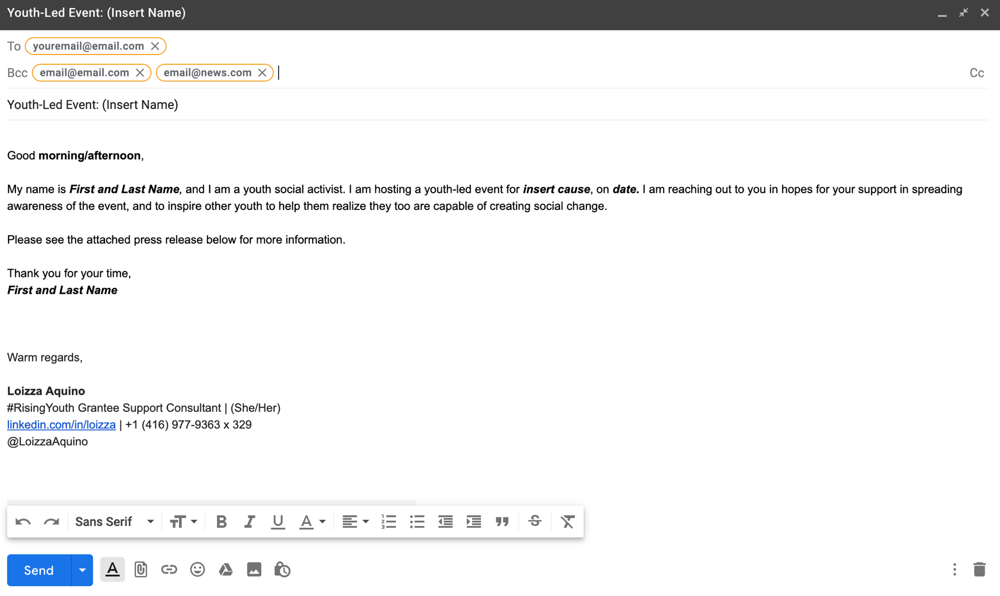 Youth-Led Event: (Insert Name)
To youremail@email.com
Bcc email@email.com email@news.com Cc
Youth-Led Event: (Insert Name)
Good morning/afternoon,
My name is First and Last Name, and I am a youth social activist. I am hosting a youth-led event for insert cause, on date. I am reaching out to you in hopes for your support in spreading
awareness of the event, and to inspire other youth to help them realize they too are capable of creating social change.
Please see the attached press release below for more information.
Thank you for your time,
First and Last Name
Warm regards,
Loizza Aquino
#RisingYouth Grantee Support Consultant | (She/Her)
linkedin.com/in/loizza | +1 (416) 977-9363 x 329
@LoizzaAquino
Sans Serif
Send